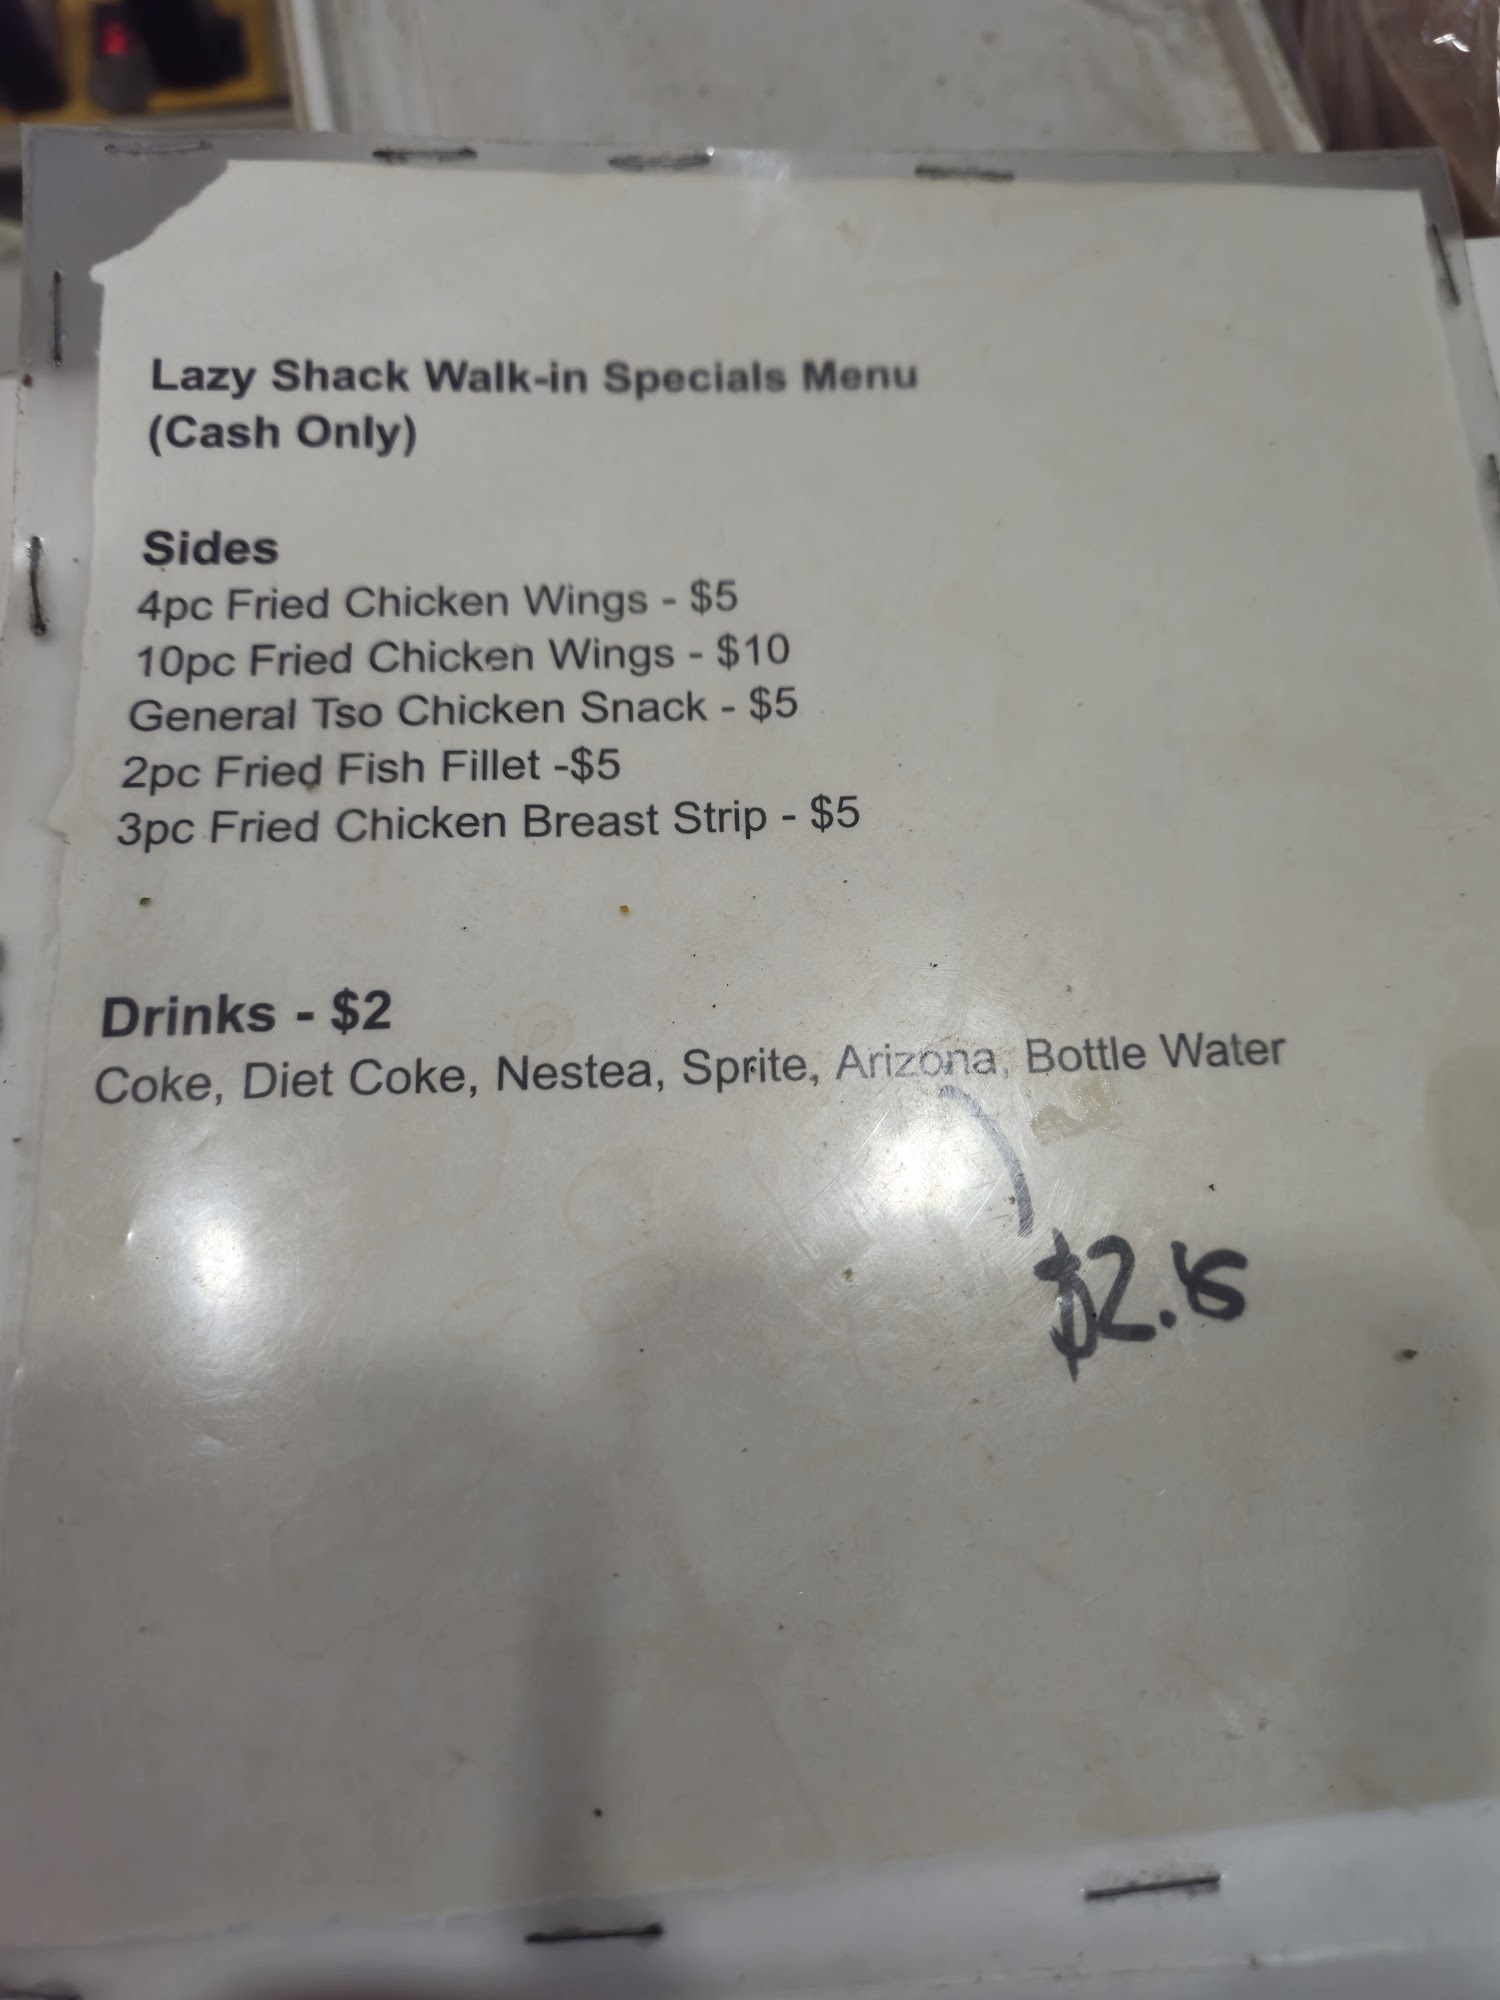 Lazy Shack Walk-in Specials Menu
(Cash Only)
Sides
4pc Fried Chicken Wings - $5
10pc Fried Chicken Wings - $10
General Tso Chicken Snack - $5
2pc Fried Fish Fillet -$5
3pc Fried Chicken Breast Strip - $5
Drinks - $2
Coke, Diet Coke, Nestea, Sprite, Arizona, Bottle Water